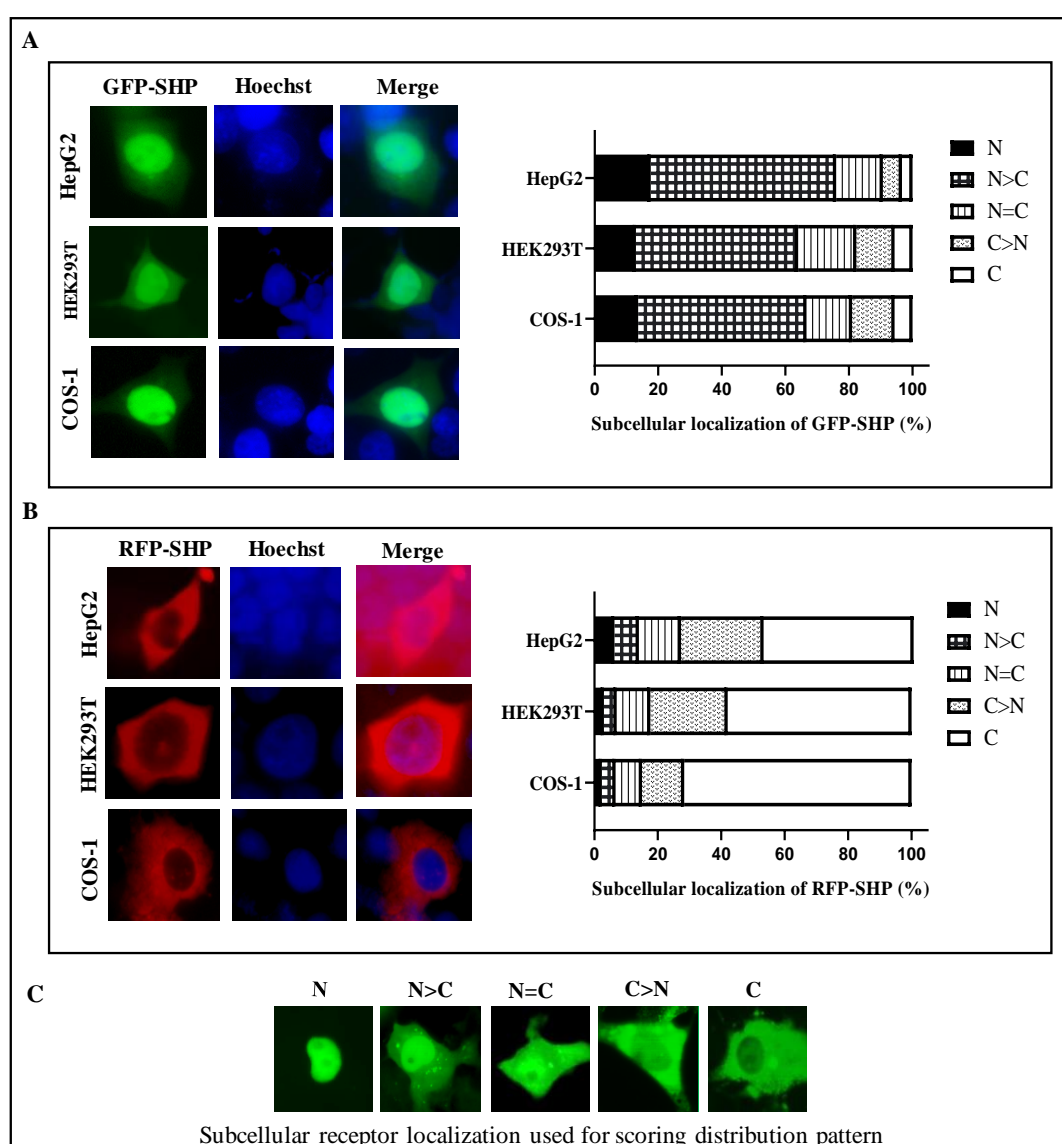 A
GFP-SHP Hoechst Merge
HepG2
HEK293T
COS-1
HepG2
HEK293T
COS-1
0 20 40 60 80 100
Subcellular localization of GFP-SHP (%)
N
N>C
N=C
C>N
C
B
RFP-SHP Hoechst Merge
HepG2
HEK293T
COS-1
HepG2
HEK293T
COS-1
0 20 40 60 80 100
Subcellular localization of RFP-SHP (%)
N
N>C
N=C
C>N
C
C
N N>C N=C C>N C
Subcellular receptor localization used for scoring distribution pattern